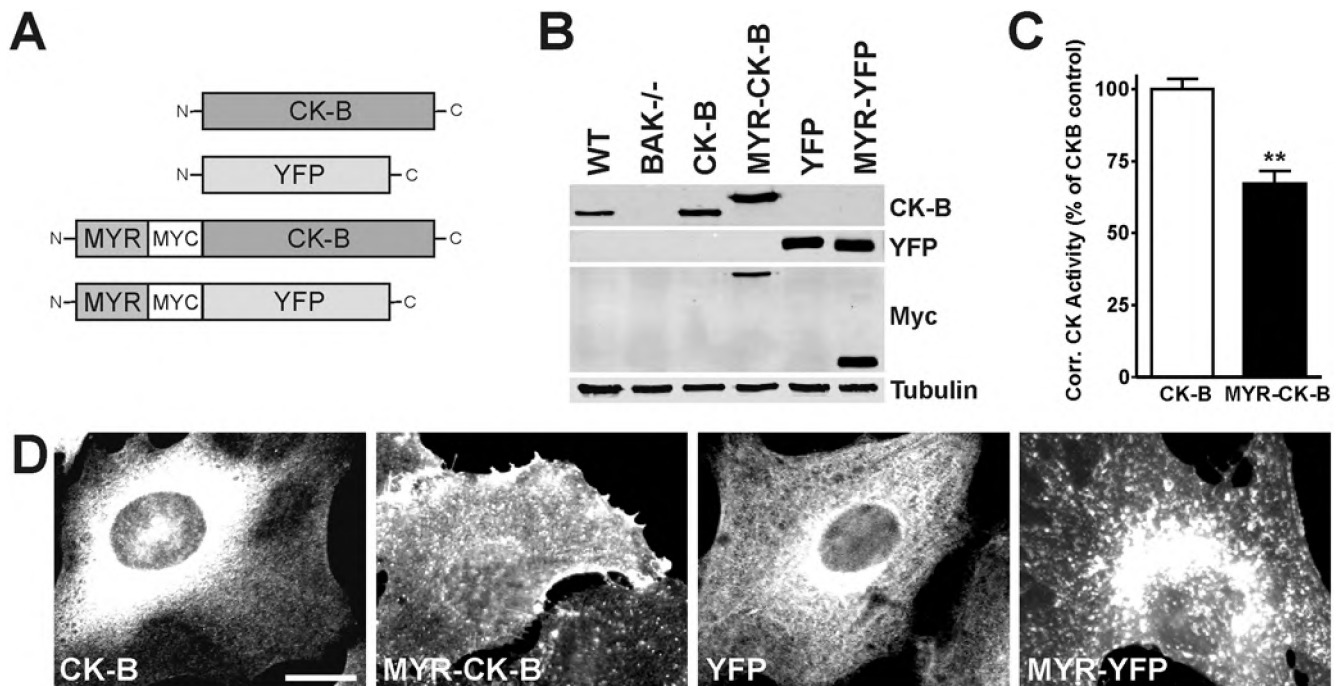 A
N CK-B C
N YFP C
N MYR MYC CK-B C
N MYR MYC YFP C
B
WT BAK-/- CK-B MYR-CK-B YFP MYR-YFP
CK-B
YFP
Myc
Tubulin
C
Corr. CK Activity (% of CKB control)
100
75
50
25
0
**
CK-B MYR-CK-B
D
CK-B MYR-CK-B YFP MYR-YFP